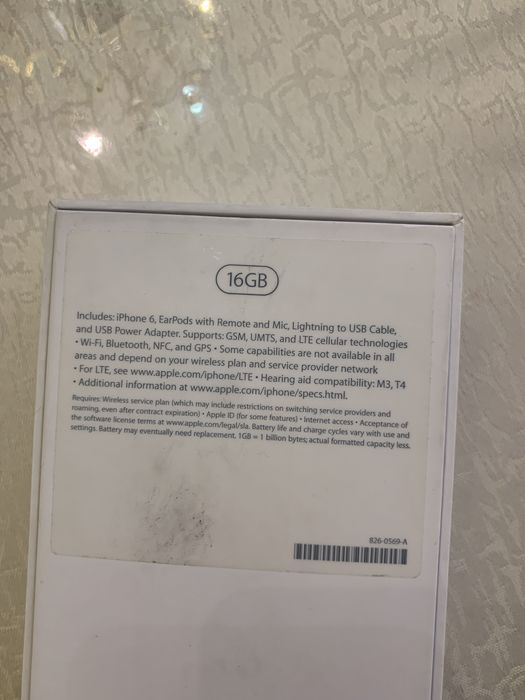 16GB
Includes: iPhone 6, EarPods with Remote and Mic, Lightning to USB Cable,
and USB Power Adapter. Supports: GSM, UMTS, and LTE cellular technologies
• Wi-Fi, Bluetooth, NFC, and GPS • Some capabilities are not available in all
areas and depend on your wireless plan and service provider network
• For LTE, see www.apple.com/iphone/LTE • Hearing aid compatibility: M3, T4
• Additional information at www.apple.com/iphone/specs.html.
Requires: Wireless service plan (which may include restrictions on switching service providers and
roaming, even after contract expiration) • Apple ID (for some features) • Internet access • Acceptance of
the software license terms at www.apple.com/legal/sla. Battery life and charge cycles vary with use and
settings. Battery may eventually need replacement. 1GB = 1 billion bytes; actual formatted capacity less.
826-0569-A